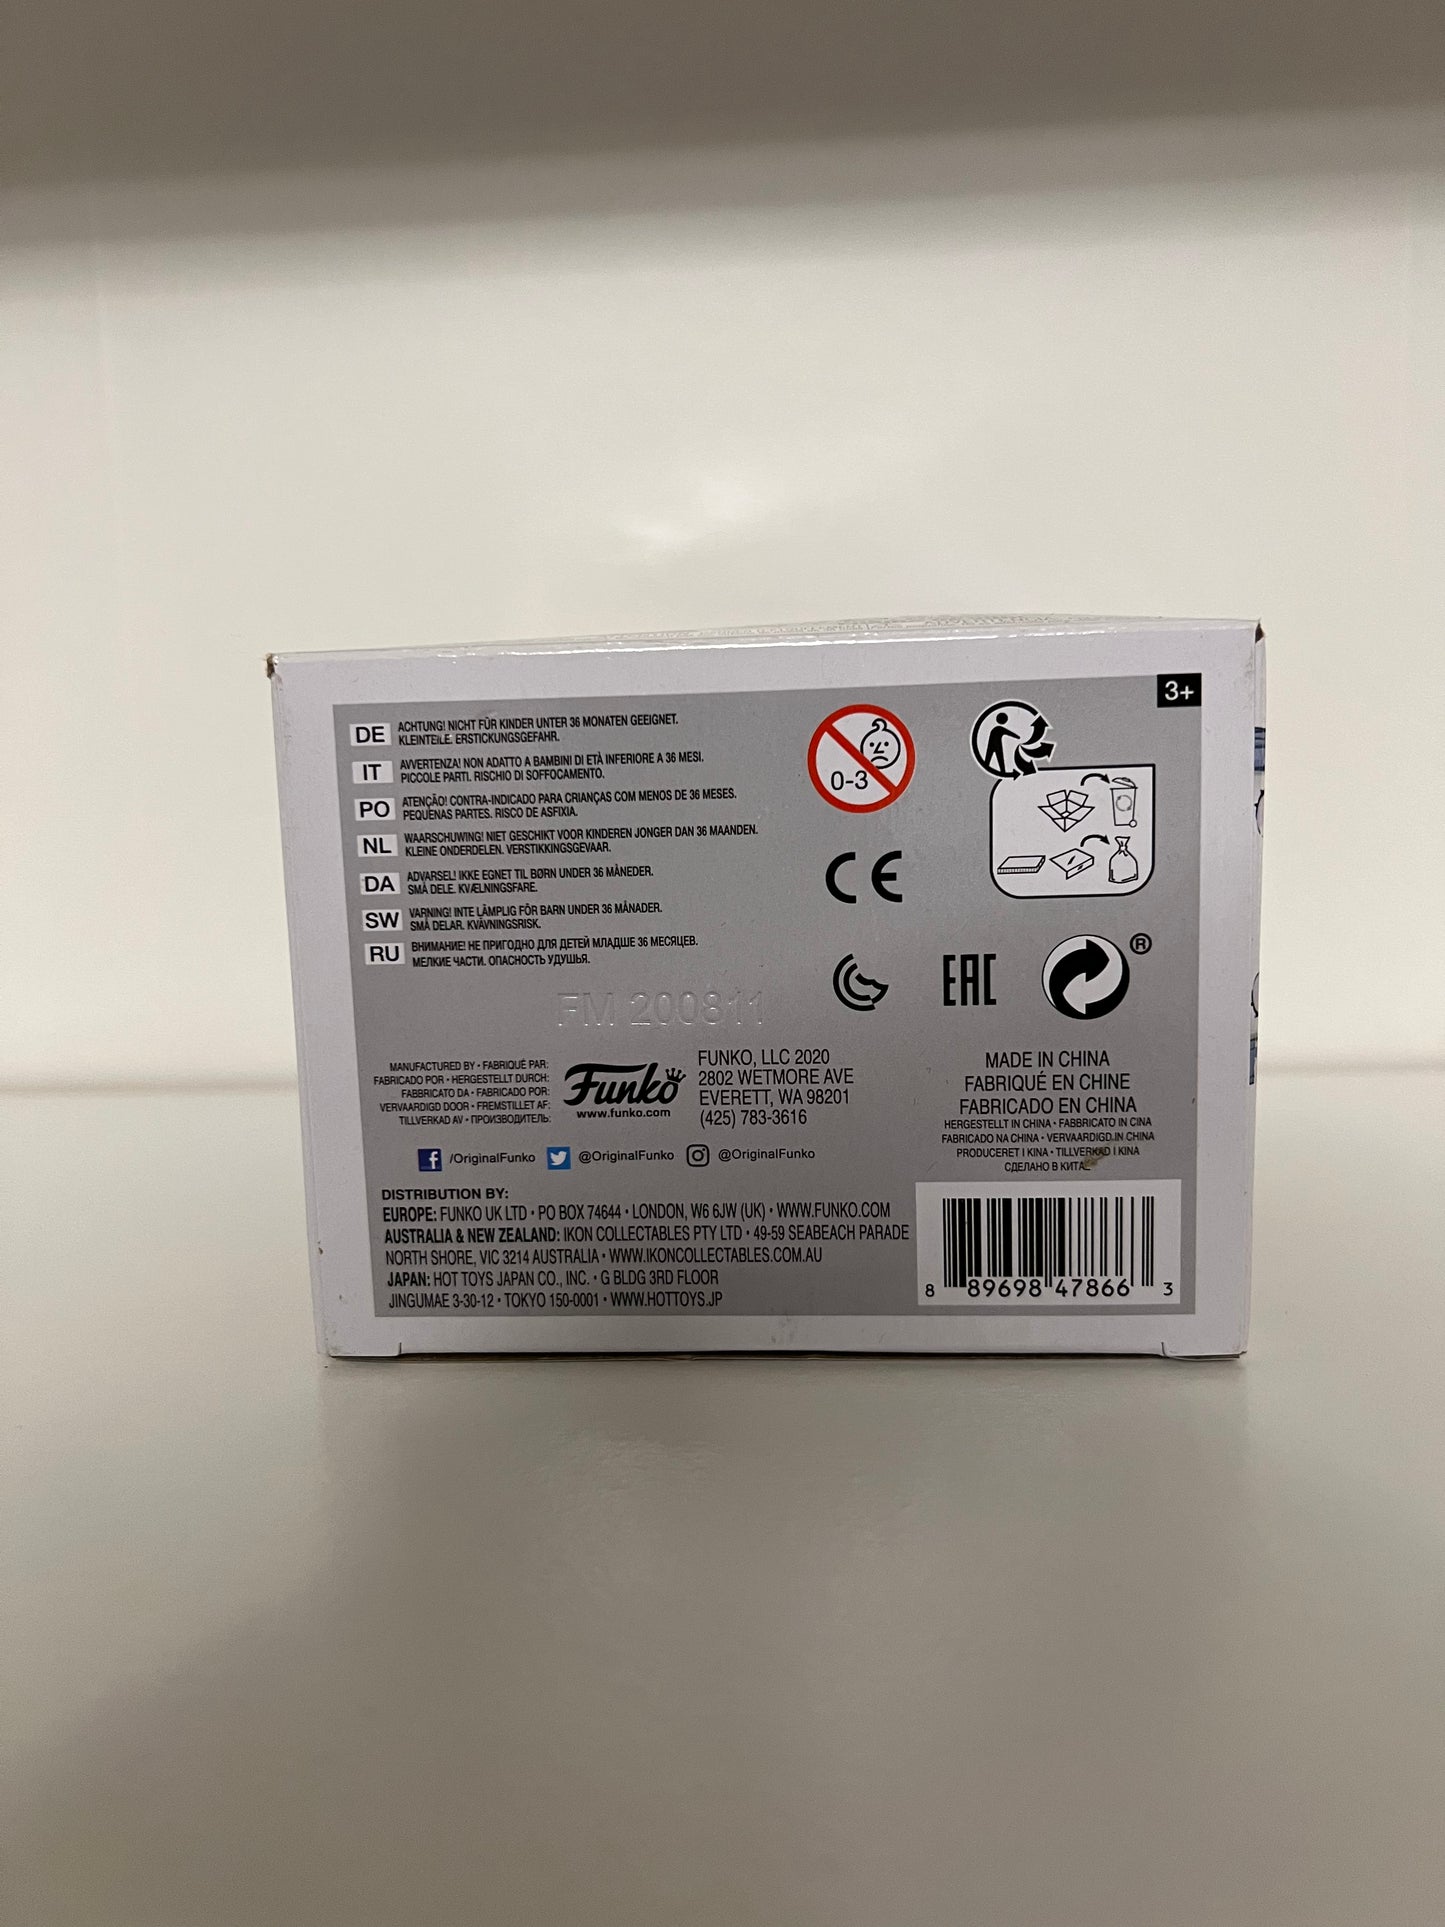 3+
DE ACHTUNG! NICHT FÜR KINDER UNTER 36 MONATEN GEEIGNET.
KLEINTEILE. ERSTICKUNGSGEFAHR.
IT AVVERTENZA! NON ADATTO A BAMBINI DI ETÀ INFERIORE A 36 MESI.
PICCOLE PARTI. RISCHIO DI SOFFOCAMENTO.
PO ATENÇÃO! CONTRA-INDICADO PARA CRIANÇAS COM MENOS DE 36 MESES.
PEQUENAS PARTES. RISCO DE ASFIXIA.
NL WAARSCHUWING! NIET GESCHIKT VOOR KINDEREN JONGER DAN 36 MAANDEN.
KLEINE ONDERDELEN. VERSTIKKINGSGEVAAR.
DA ADVARSEL! IKKE EGNET TIL BØRN UNDER 36 MÅNEDER.
SMÅ DELE. KVÆLNINGSFARE.
SW VARNING! INTE LÄMPLIG FÖR BARN UNDER 36 MÅNADER.
SMÅ DELAR. KVÄVNINGSRISK.
RU ВНИМАНИЕ! НЕ ПРИГОДНО ДЛЯ ДЕТЕЙ МЛАДШЕ 36 МЕСЯЦЕВ.
МЕЛКИЕ ЧАСТИ. ОПАСНОСТЬ УДУШЬЯ.
0-3
CE
EAC
®
FM 200811
MANUFACTURED BY • FABRIQUÉ PAR:
FABRICADO POR • HERGESTELLT DURCH:
FABBRICATO DA • FABRICADO POR:
VERVAARDIGD DOOR • FREMSTILLET AF:
TILLVERKAD AV • ПРОИЗВОДИТЕЛЬ:
Funko
www.funko.com
FUNKO, LLC 2020
2802 WETMORE AVE
EVERETT, WA 98201
(425) 783-3616
MADE IN CHINA
FABRIQUÉ EN CHINE
FABRICADO EN CHINA
HERGESTELLT IN CHINA • FABBRICATO IN CINA
FABRICADO NA CHINA • VERVAARDIGD IN CHINA
PRODUCERET I KINA • TILLVERKAD I KINA
СДЕЛАНО В
/OriginalFunko @OriginalFunko @OriginalFunko
DISTRIBUTION BY:
EUROPE: FUNKO UK LTD • PO BOX 74644 • LONDON, W6 6JW (UK) • WWW.FUNKO.COM
AUSTRALIA & NEW ZEALAND: IKON COLLECTABLES PTY LTD • 49-59 SEABEACH PARADE
NORTH SHORE, VIC 3214 AUSTRALIA • WWW.IKONCOLLECTABLES.COM.AU
JAPAN: HOT TOYS JAPAN CO., INC. • G BLDG 3RD FLOOR
JINGUMAE 3-30-12 • TOKYO 150-0001 • WWW.HOTTOYS.JP
8 89698 47866 3